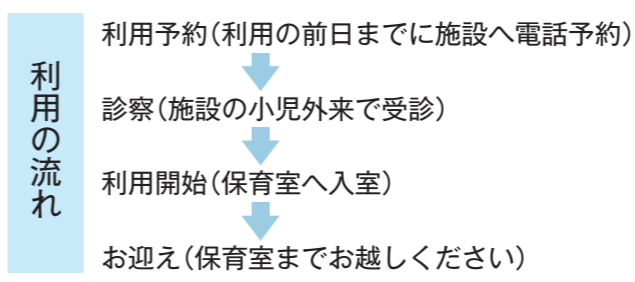 利用の流れ
利用予約（利用の前日までに施設へ電話予約）
診察（施設の小児外来で受診）
利用開始（保育室へ入室）
お迎え（保育室までお越しください）